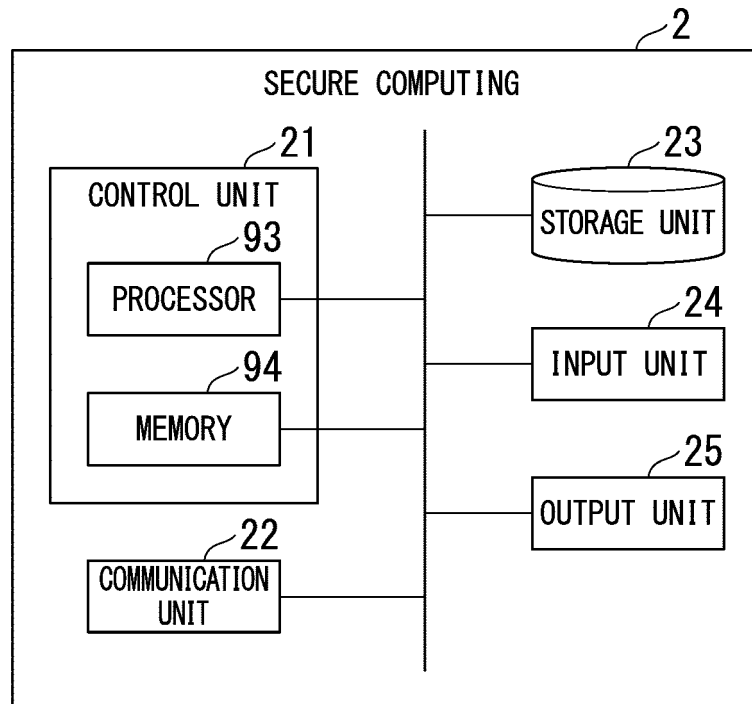 2
SECURE COMPUTING
21
CONTROL UNIT
93
PROCESSOR
94
MEMORY
22
COMMUNICATION
UNIT
23
STORAGE UNIT
24
INPUT UNIT
25
OUTPUT UNIT